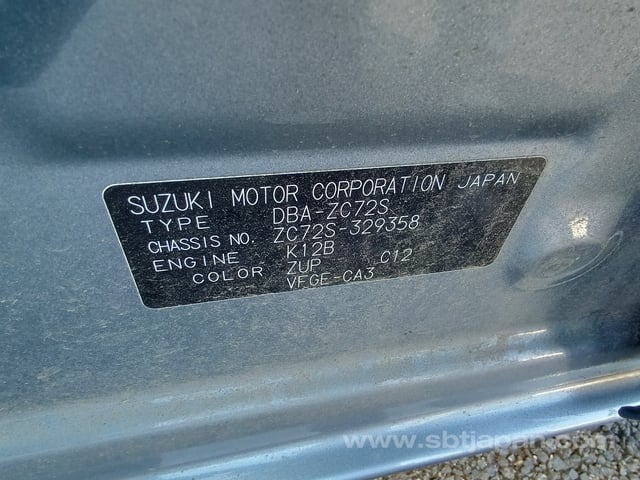 SUZUKI MOTOR CORPORATION JAPAN
TYPE DBA-ZC72S
CHASSIS NO. ZC72S-329358
ENGINE K12B
COLOR ZUP C12
VFGE-CA3
www.sbtjapan.com